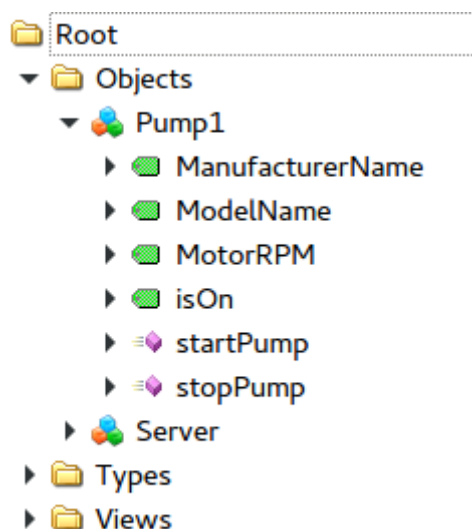 Root
Objects
Pump1
ManufacturerName
ModelName
MotorRPM
isOn
startPump
stopPump
Server
Types
Views